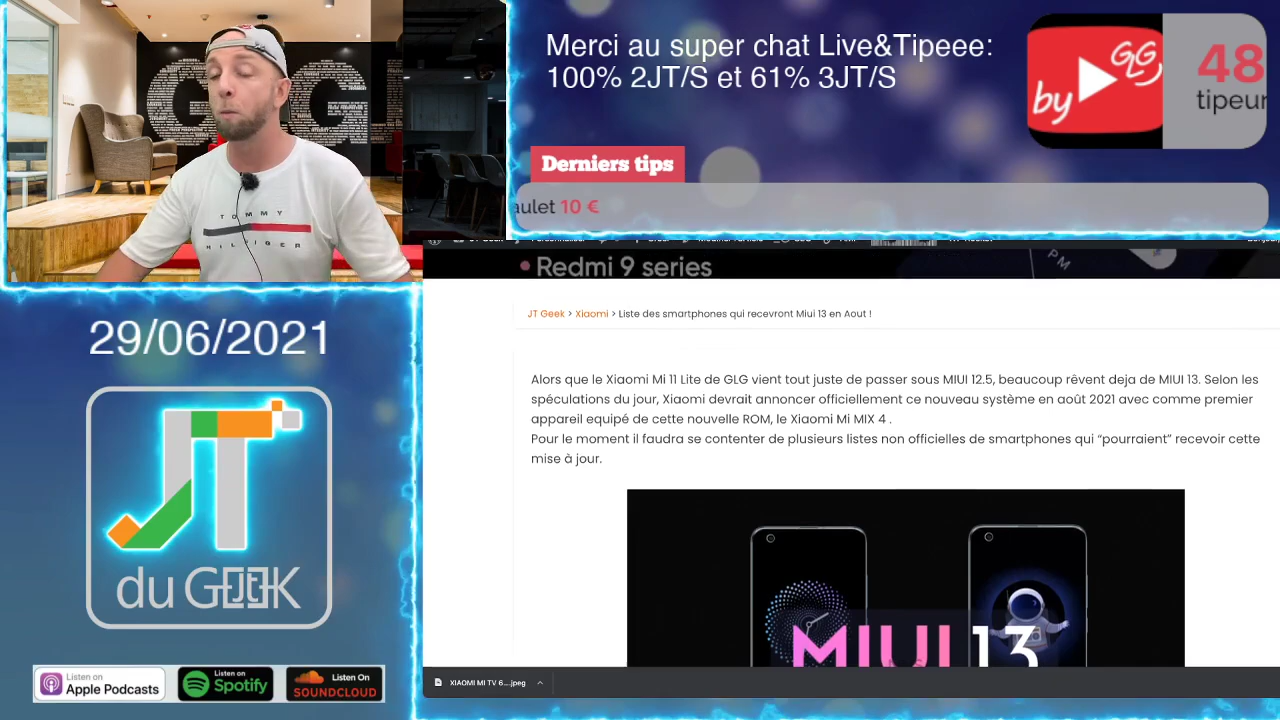 Merci au super chat Live&Tipeee:
100% 2JT/S et 61% 3JT/S
by GLG
48
tipeur
Derniers tips
aulet 10 €
TOMMY
HILFIGER
Redmi 9 series
PM
JT Geek > Xiaomi > Liste des smartphones qui recevront Miui 13 en Aout !
29/06/2021
Alors que le Xiaomi Mi 11 Lite de GLG vient tout juste de passer sous MIUI 12.5, beaucoup rêvent deja de MIUI 13. Selon les
spéculations du jour, Xiaomi devrait annoncer officiellement ce nouveau système en août 2021 avec comme premier
appareil equipé de cette nouvelle ROM, le Xiaomi Mi MIX 4 .
Pour le moment il faudra se contenter de plusieurs listes non officielles de smartphones qui “pourraient” recevoir cette
mise à jour.
JT
du GEEK
MIUI 13
Listen on
Apple Podcasts
Listen on
Spotify
Listen On
SOUNDCLOUD
XIAOMI MI TV 6....jpeg